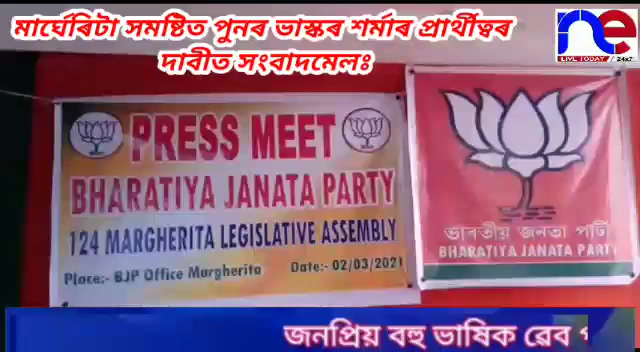 মাৰ্ঘেৰিটা সমষ্টিত পুনৰ ভাস্কৰ শৰ্মাৰ প্ৰাৰ্থীত্বৰ
দাবীত সংবাদমেলঃ
ne
LIVE TODAY / 24x7
PRESS MEET
BHARATIYA JANATA PARTY
124 MARGHERITA LEGISLATIVE ASSEMBLY
Place:- BJP Office Margherita Date:- 02/03/2021
ভাৰতীয় জনতা পাৰ্টী
BHARATIYA JANATA PARTY
জনপ্ৰিয় বহু ভাষিক ৱেব